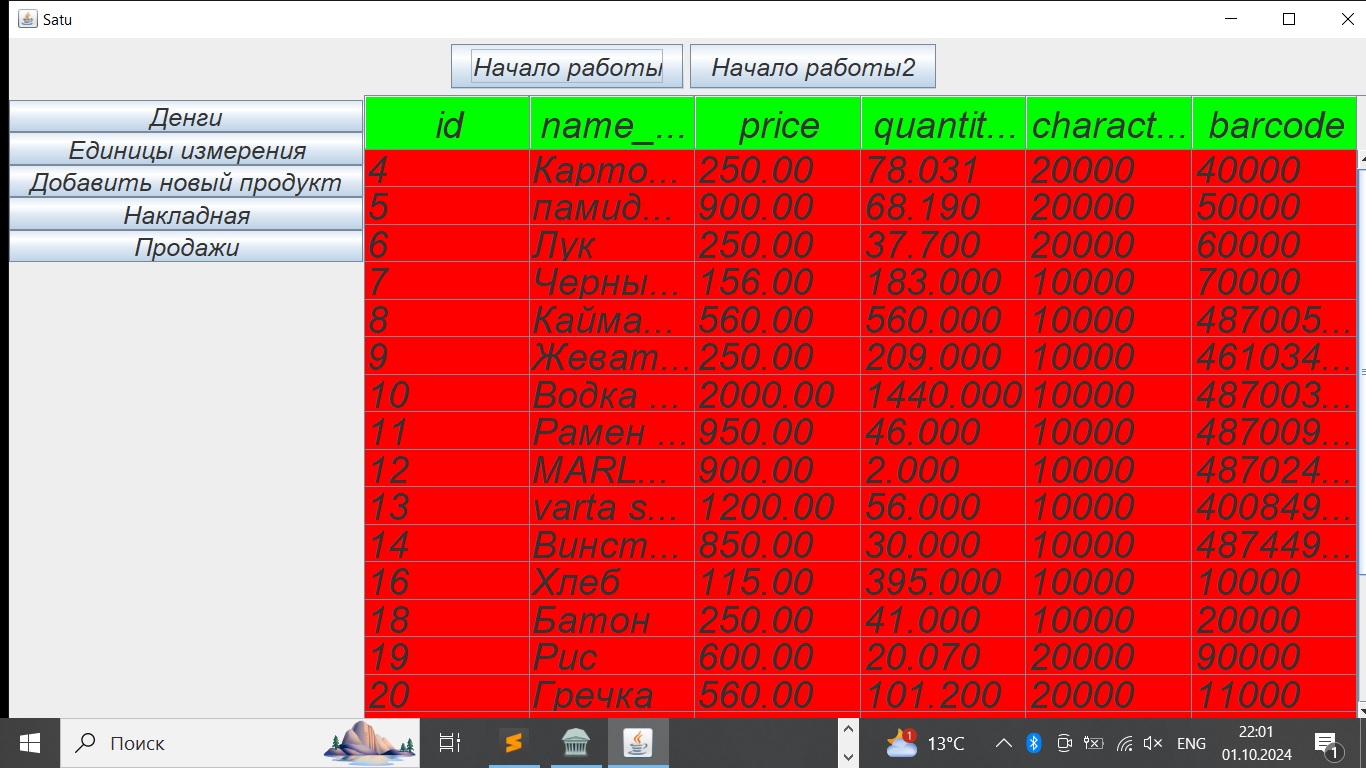 Satu
Начало работы Начало работы2
Денги
Единицы измерения
Добавить новый продукт
Накладная
Продажи
id name_... price quantit... charact... barcode
4 Карто... 250.00 78.031 20000 40000
5 памид... 900.00 68.190 20000 50000
6 Лук 250.00 37.700 20000 60000
7 Черны... 156.00 183.000 10000 70000
8 Кайма... 560.00 560.000 10000 487005...
9 Жеват... 250.00 209.000 10000 461034...
10 Водка ... 2000.00 1440.000 10000 487003...
11 Рамен ... 950.00 46.000 10000 487009...
12 MARL... 900.00 2.000 10000 487024...
13 varta s... 1200.00 56.000 10000 400849...
14 Винст... 850.00 30.000 10000 487449...
16 Хлеб 115.00 395.000 10000 10000
18 Батон 250.00 41.000 10000 20000
19 Рис 600.00 20.070 20000 90000
20 Гречка 560.00 101.200 20000 11000
Поиск 1 13°C ENG 22:01 1
01.10.2024